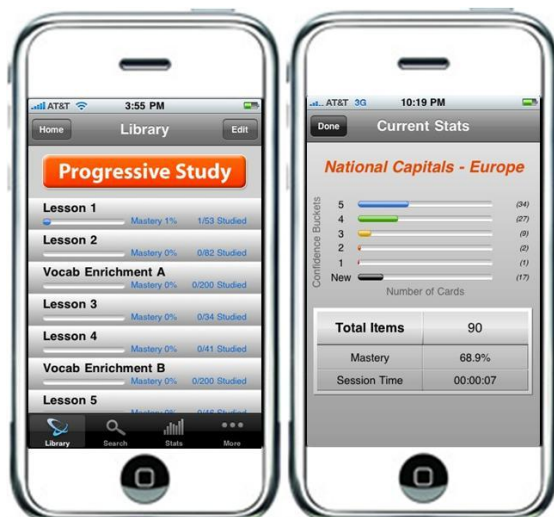 AT&T 3:55 PM
Home Library Edit
Progressive Study
Lesson 1
Mastery 1% 1/53 Studied
Lesson 2
Mastery 0% 0/82 Studied
Vocab Enrichment A
Mastery 0% 0/200 Studied
Lesson 3
Mastery 0% 0/34 Studied
Lesson 4
Mastery 0% 0/41 Studied
Vocab Enrichment B
Mastery 0% 0/200 Studied
Lesson 5
Mastery 0% Studied
Library Search Stats More
AT&T 3G 10:19 PM
Done Current Stats
National Capitals - Europe
Confidence Buckets
5 (34)
4 (27)
3 (9)
2 (2)
1 (1)
New (17)
Number of Cards
Total Items 90
Mastery 68.9%
Session Time 00:00:07